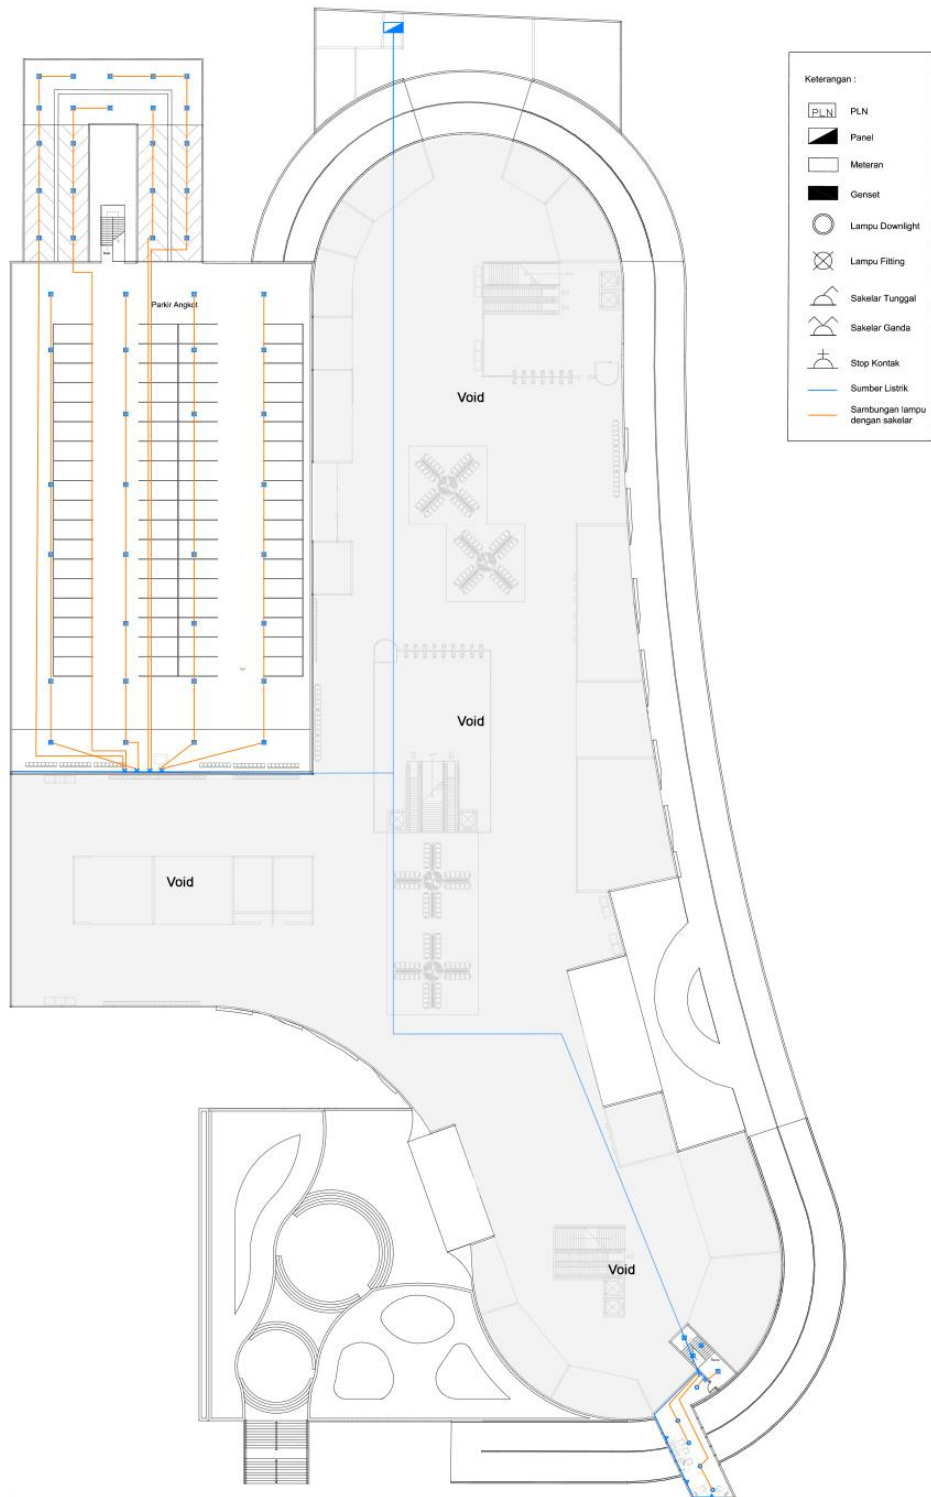 Keterangan :
PLN PLN
Panel
Meteran
Genset
Lampu Downlight
Lampu Fitting
Sakelar Tunggal
Sakelar Ganda
Stop Kontak
Sumber Listrik
Sambungan lampu
dengan sakelar
Parkir Angkot
Void
Void
Void
Void